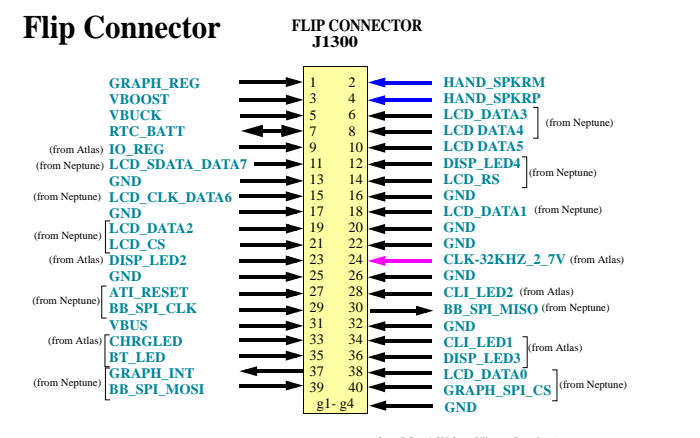 Flip Connector
FLIP CONNECTOR
J1300
GRAPH_REG 1 2 HAND_SPKRM
VBOOST 3 4 HAND_SPKRP
VBUCK 5 6 LCD_DATA3
(from Neptune)
RTC_BATT 7 8 LCD DATA4
(from Atlas) IO_REG 9 10 LCD DATA5
(from Neptune) LCD_SDATA_DATA7 11 12 DISP_LED4
(from Neptune)
GND 13 14 LCD_RS
(from Neptune) LCD_CLK_DATA6 15 16 GND
GND 17 18 LCD_DATA1 (from Neptune)
LCD_DATA2 19 20 GND
(from Neptune)
LCD_CS 21 22 GND
(from Atlas) DISP_LED2 23 24 CLK-32KHZ_2_7V (from Atlas)
GND 25 26 GND
ATI_RESET 27 28 CLI_LED2 (from Atlas)
(from Neptune)
BB_SPI_CLK 29 30 BB_SPI_MISO (from Neptune)
VBUS 31 32 GND
(from Atlas) CHRGLED 33 34 CLI_LED1
(from Atlas)
BT_LED 35 36 DISP_LED3
GRAPH_INT 37 38 LCD_DATA0
(from Neptune) (from Neptune)
BB_SPI_MOSI 39 40 GRAPH_SPI_CS
g1- g4 GND